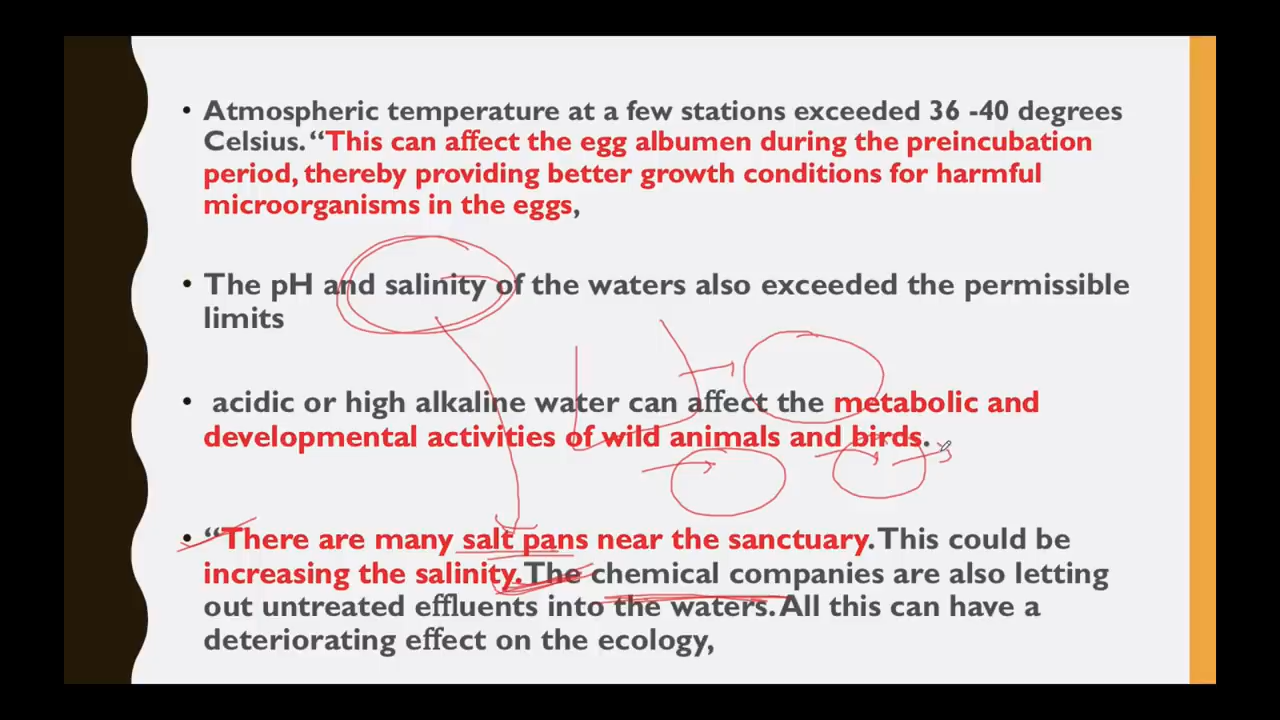 • Atmospheric temperature at a few stations exceeded 36 -40 degrees
Celsius. “This can affect the egg albumen during the preincubation
period, thereby providing better growth conditions for harmful
microorganisms in the eggs,
• The pH and salinity of the waters also exceeded the permissible
limits
• acidic or high alkaline water can affect the metabolic and
developmental activities of wild animals and birds.
• “There are many salt pans near the sanctuary. This could be
increasing the salinity. The chemical companies are also letting
out untreated effluents into the waters. All this can have a
deteriorating effect on the ecology,